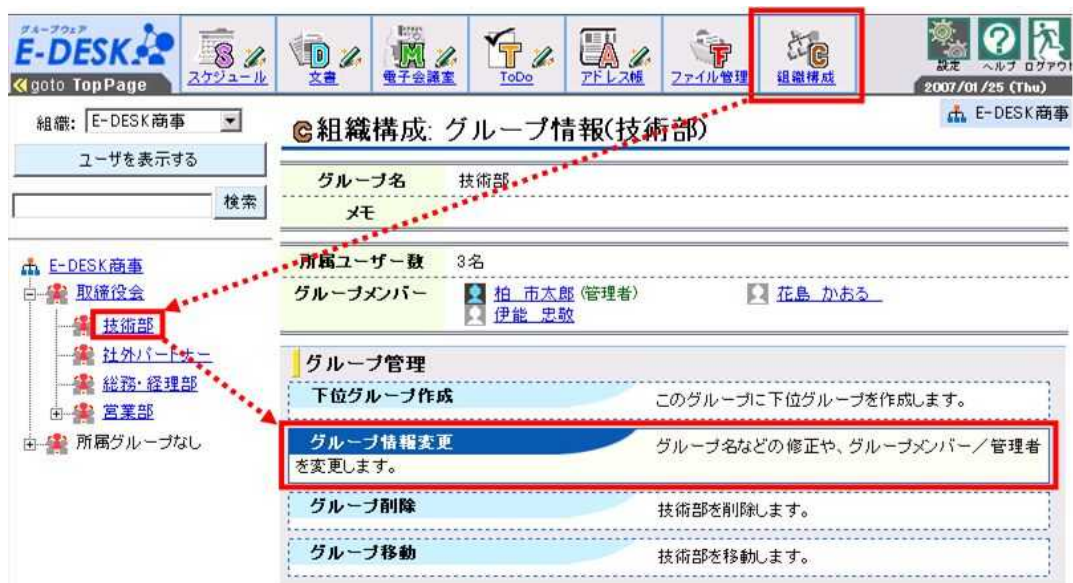 グループウェア
E-DESK
goto TopPage
スケジュール
文書
電子会議室
ToDo
アドレス帳
ファイル管理
組織構成
設定
ヘルプ
ログアウト
2007/01/25 (Thu)
E-DESK商事
組織: E-DESK商事
ユーザを表示する
検索
E-DESK商事
取締役会
技術部
社外パートナー
総務・経理部
営業部
所属グループなし
組織構成: グループ情報(技術部)
グループ名 技術部
メモ
所属ユーザー数 3名
グループメンバー 柏 市太郎 (管理者) 花島 かおる
伊能 忠敬
グループ管理
下位グループ作成 このグループに下位グループを作成します。
グループ情報変更 グループ名などの修正や、グループメンバー/管理者
を変更します。
グループ削除 技術部を削除します。
グループ移動 技術部を移動します。